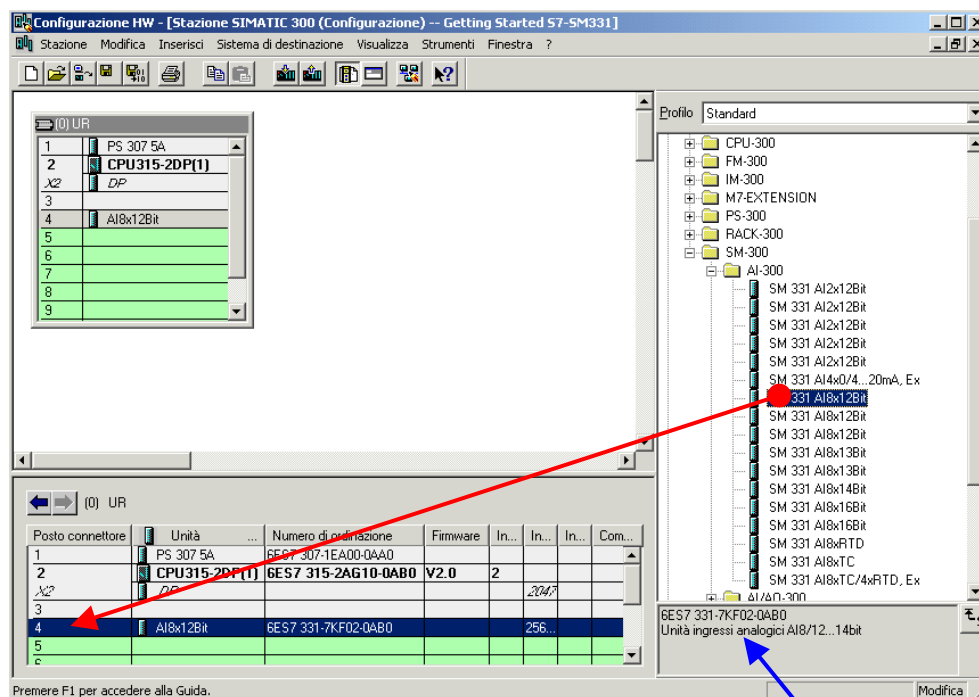 Configurazione HW - [Stazione SIMATIC 300 (Configurazione) -- Getting Started S7-SM331]
Stazione Modifica Inserisci Sistema di destinazione Visualizza Strumenti Finestra ?
(0) UR
1 PS 307 5A
2 CPU315-2DP(1)
X2 DP
3
4 AI8x12Bit
5
6
7
8
9
Profilo Standard
CPU-300
FM-300
IM-300
M7-EXTENSION
PS-300
RACK-300
SM-300
AI-300
SM 331 AI2x12Bit
SM 331 AI2x12Bit
SM 331 AI2x12Bit
SM 331 AI2x12Bit
SM 331 AI2x12Bit
SM 331 AI4x0/4...20mA, Ex
331 AI8x12Bit
SM 331 AI8x12Bit
SM 331 AI8x12Bit
SM 331 AI8x13Bit
SM 331 AI8x13Bit
SM 331 AI8x14Bit
SM 331 AI8x16Bit
SM 331 AI8x16Bit
SM 331 AI8xRTD
SM 331 AI8xTC
SM 331 AI8xTC/4xRTD, Ex
AI/AO-300
6ES7 331-7KF02-0AB0
Unità ingressi analogici AI8/12...14bit
(0) UR
Posto connettore Unità ... Numero di ordinazione Firmware In... In... In... Com...
1 PS 307 5A 6ES7 307-1EA00-0AA0
2 CPU315-2DP(1) 6ES7 315-2AG10-0AB0 V2.0 2
X2 DP 2047
3
4 AI8x12Bit 6ES7 331-7KF02-0AB0 256...
5
6
Premere F1 per accedere alla Guida. Modifica